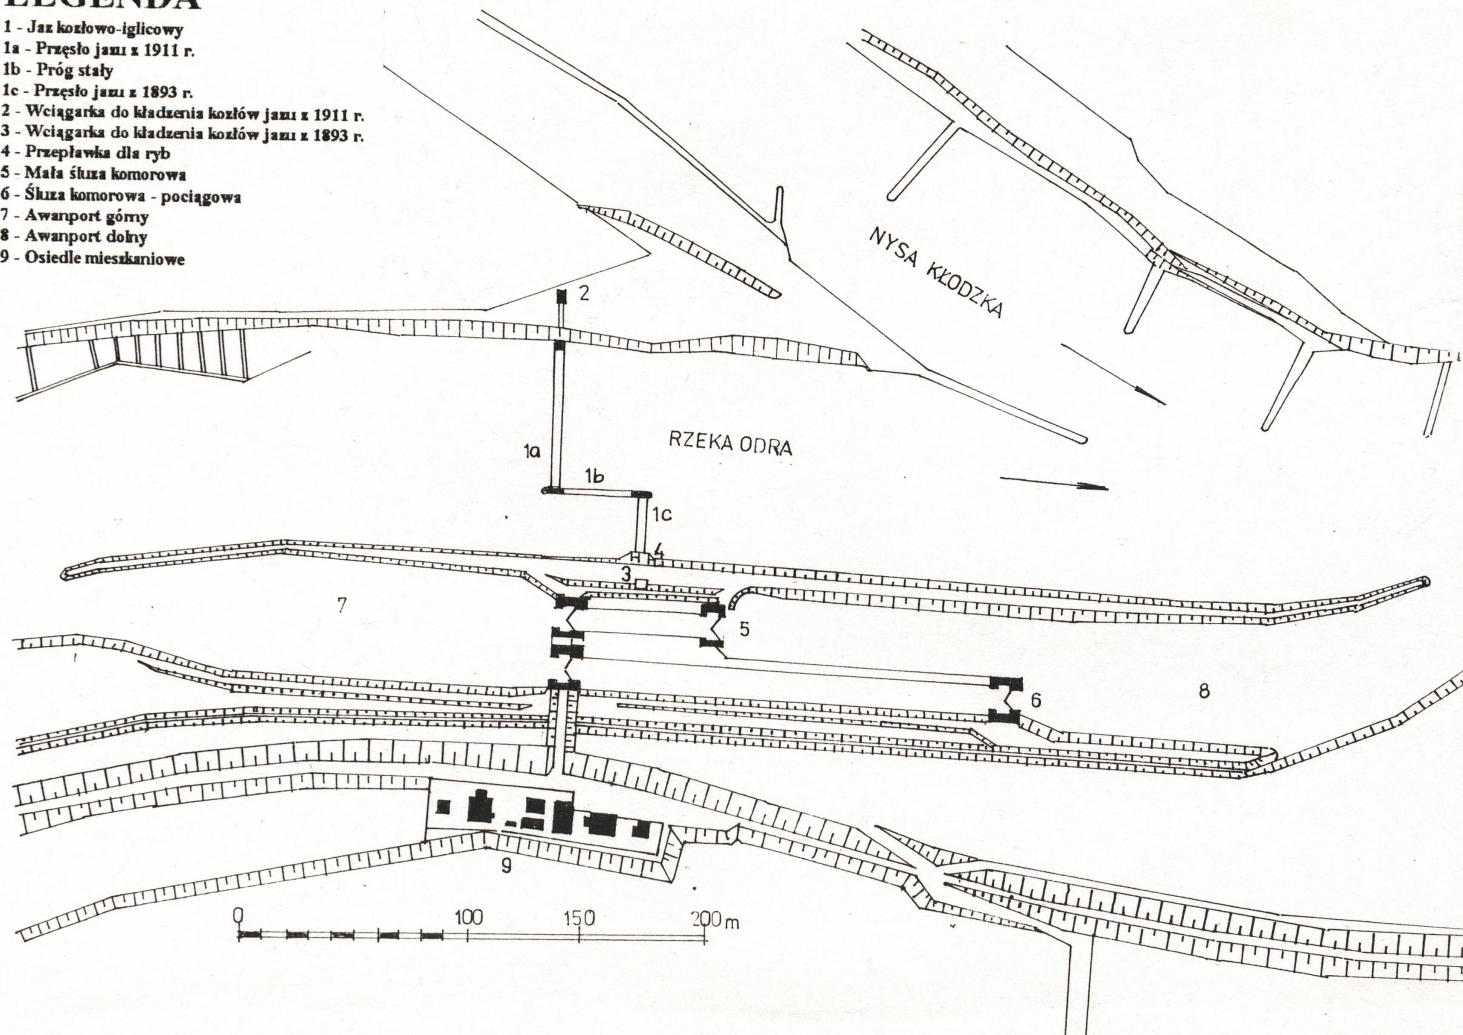 LEGENDA
1 - Jaz kozłowo-iglicowy
1a - Przęsło jazu z 1911 r.
1b - Próg stały
1c - Przęsło jazu z 1893 r.
2 - Wciągarka do kładzenia kozłów jazu z 1911 r.
3 - Wciągarka do kładzenia kozłów jazu z 1893 r.
4 - Przepławka dla ryb
5 - Mała śluza komorowa
6 - Śluza komorowa - pociągowa
7 - Awanport górny
8 - Awanport dolny
9 - Osiedle mieszkaniowe
NYSA KŁODZKA
2
RZEKA ODRA
1a
1b
1c
4
3
7
5
6
8
9
0 100 150 200 m